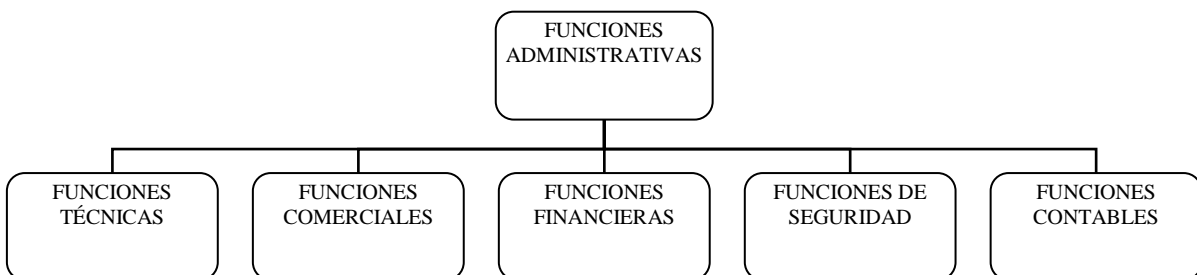 FUNCIONES
ADMINISTRATIVAS
FUNCIONES
TÉCNICAS
FUNCIONES
COMERCIALES
FUNCIONES
FINANCIERAS
FUNCIONES DE
SEGURIDAD
FUNCIONES
CONTABLES